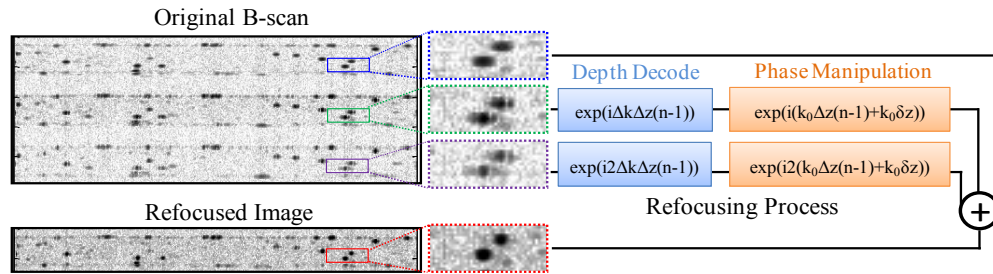 Original B-scan
Depth Decode
Phase Manipulation
exp(iΔkΔz(n-1))
exp(i(k₀Δz(n-1)+k₀δz))
exp(i2ΔkΔz(n-1))
exp(i2(k₀Δz(n-1)+k₀δz))
Refocusing Process
+
Refocused Image